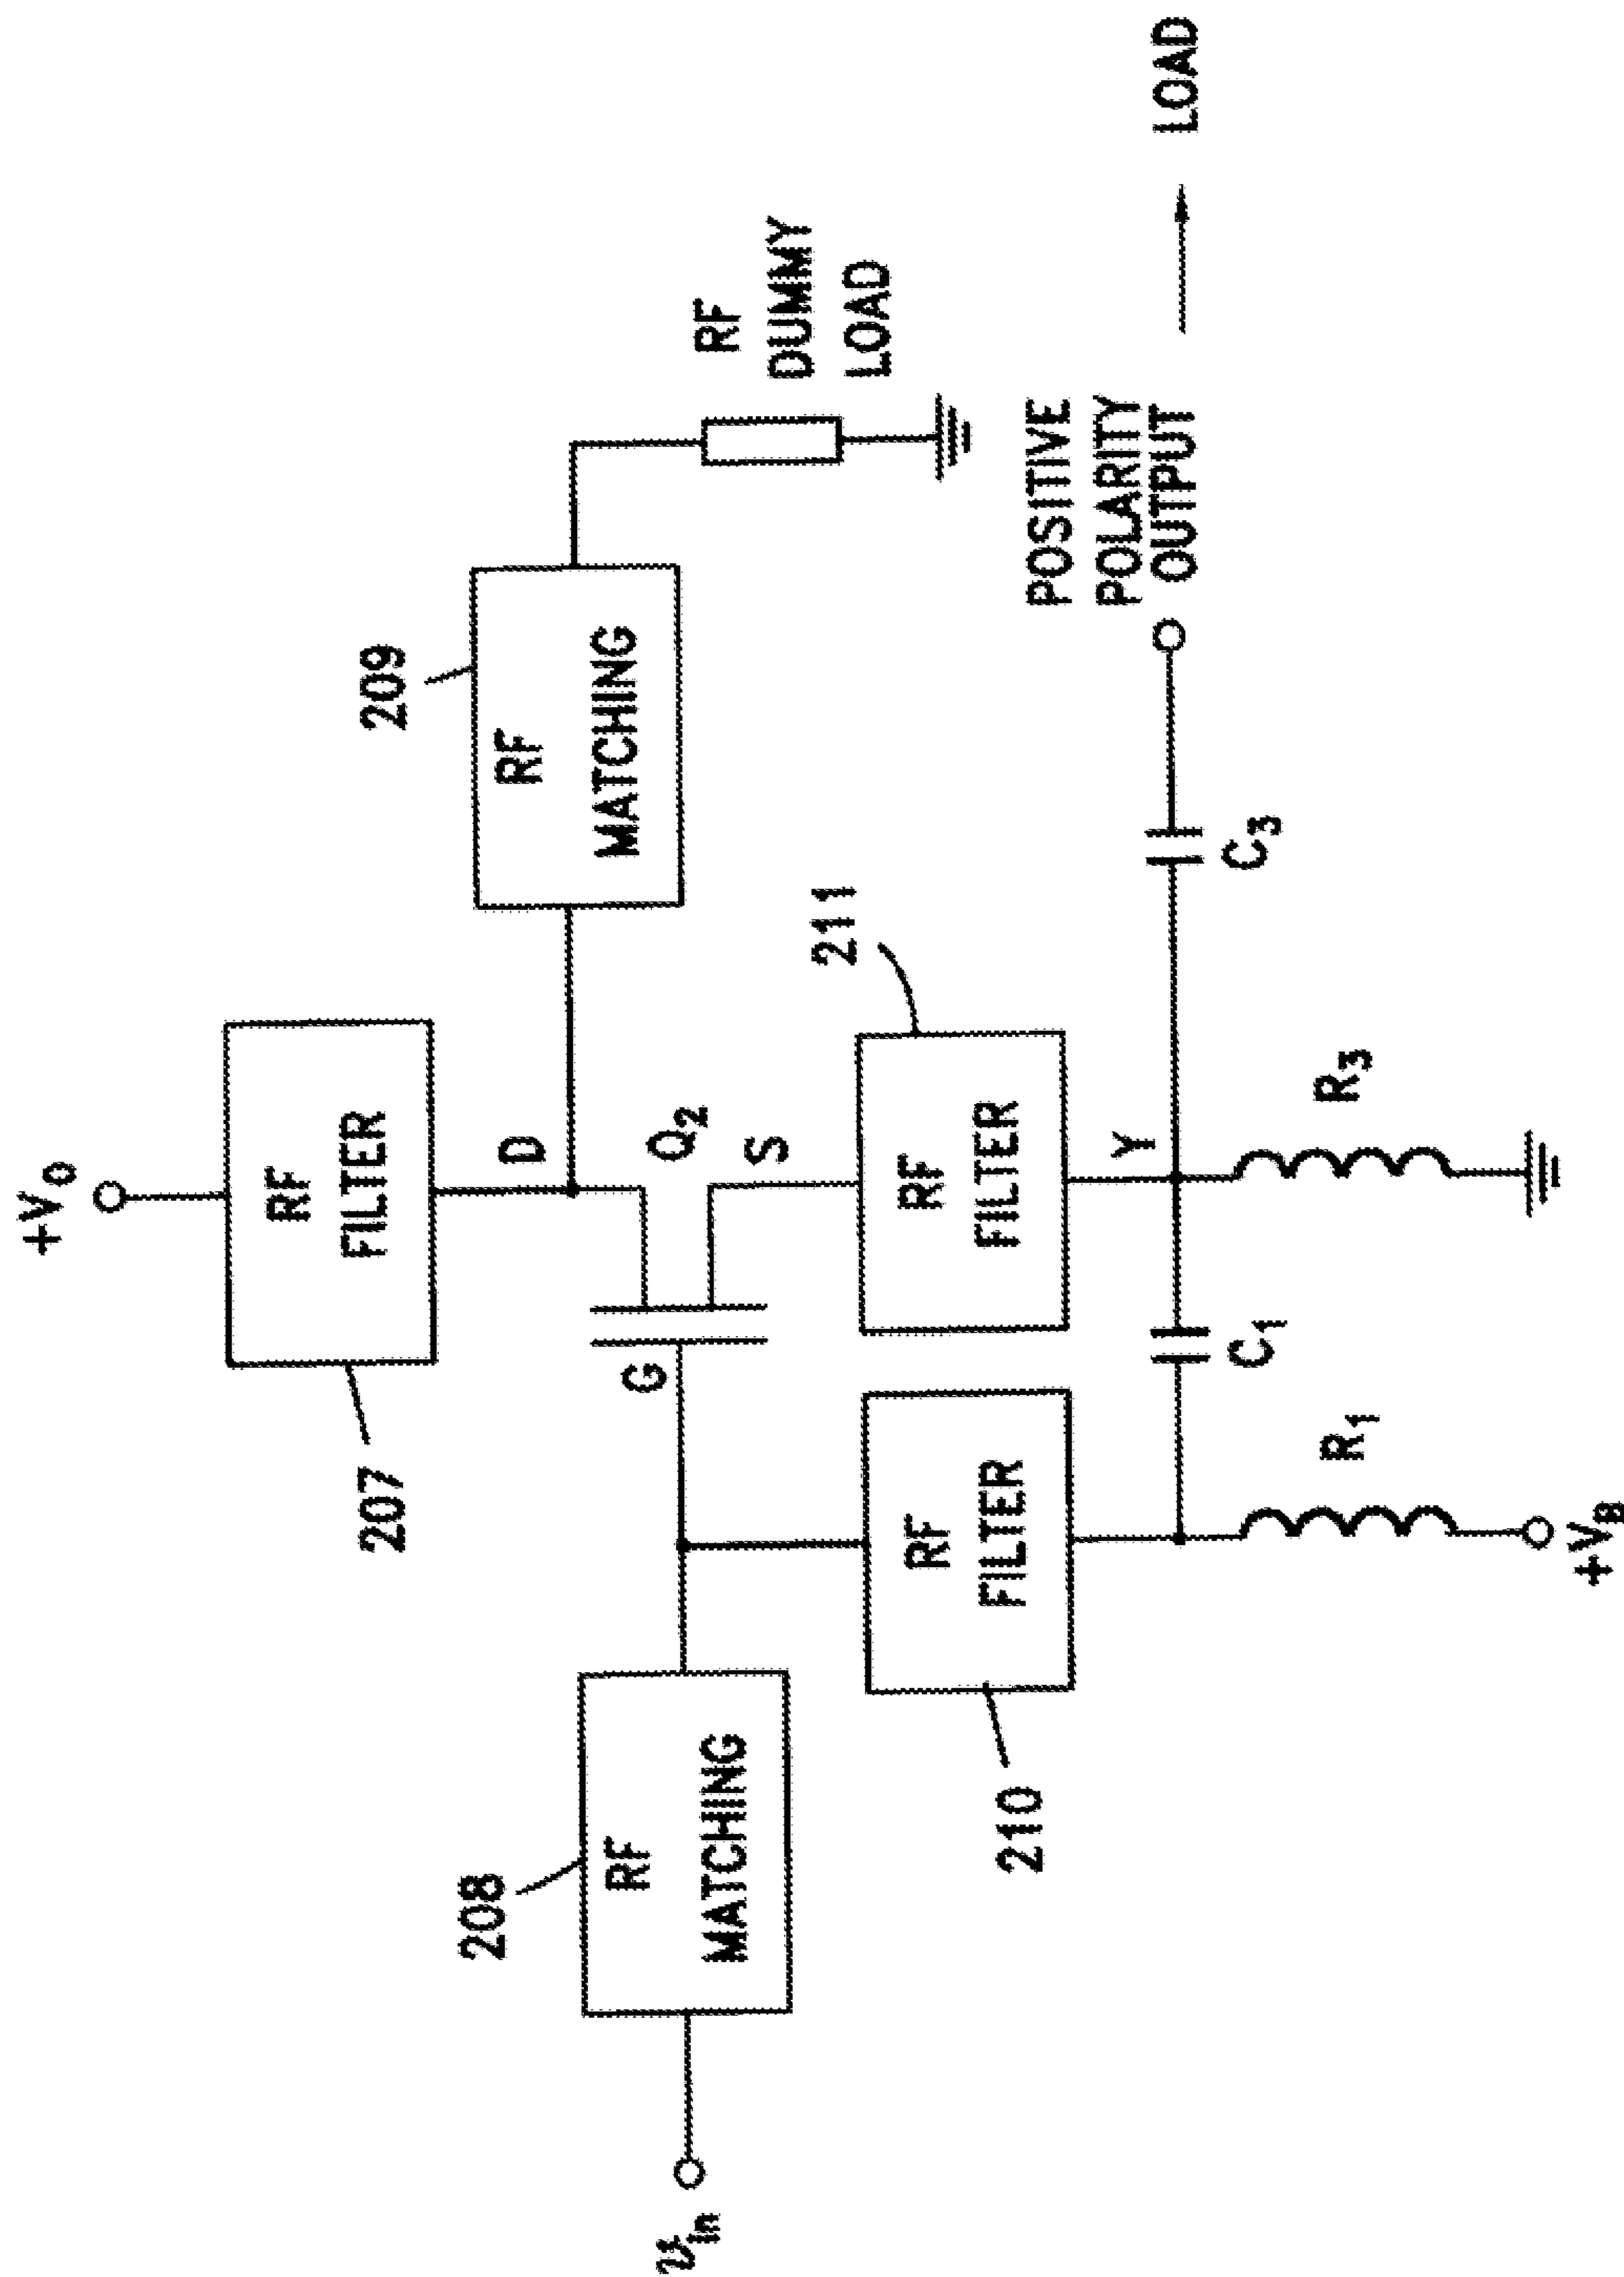 +V0
207
RF
FILTER
D
209
RF
MATCHING
RF
DUMMY
LOAD
208
RF
MATCHING
vin
G
Q2
S
211
RF
FILTER
210
RF
FILTER
Y
C1
C3
R1
R3
+VB
POSITIVE
POLARITY
OUTPUT
LOAD